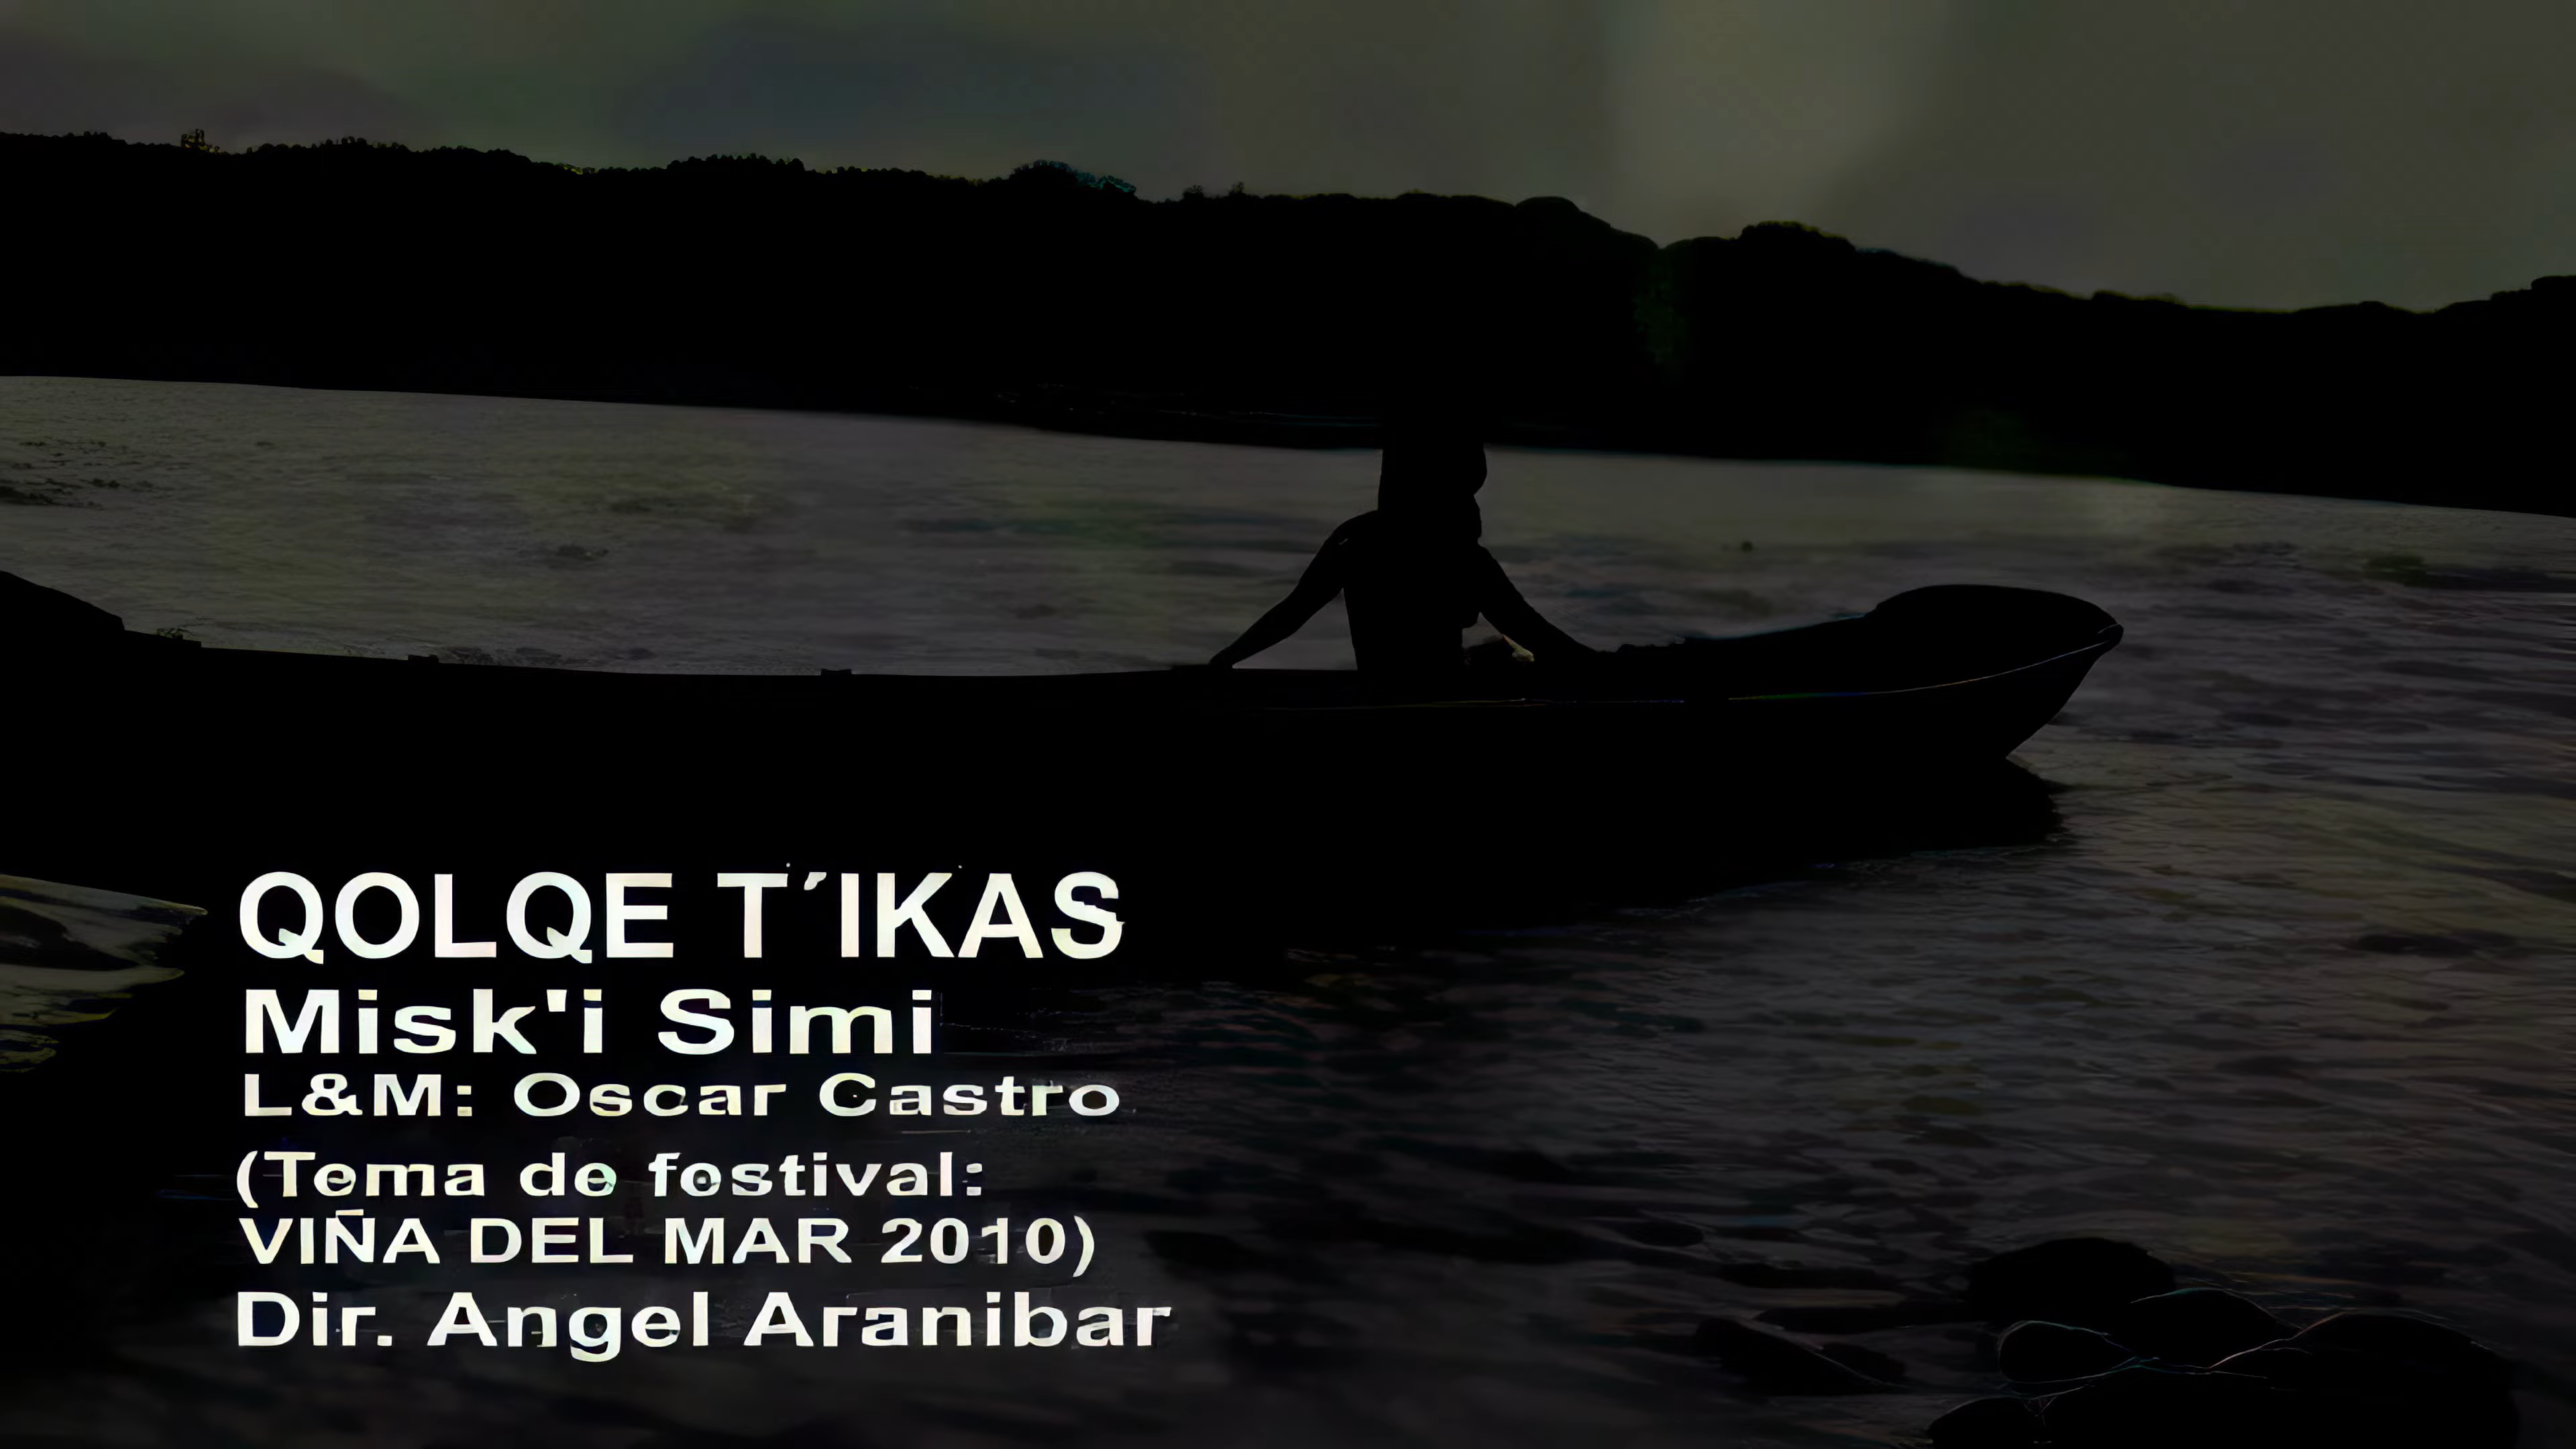 QOLQE T´IKAS
Misk'i Simi
L&M: Oscar Castro
(Tema de festival:
VIÑA DEL MAR 2010)
Dir. Angel Aranibar